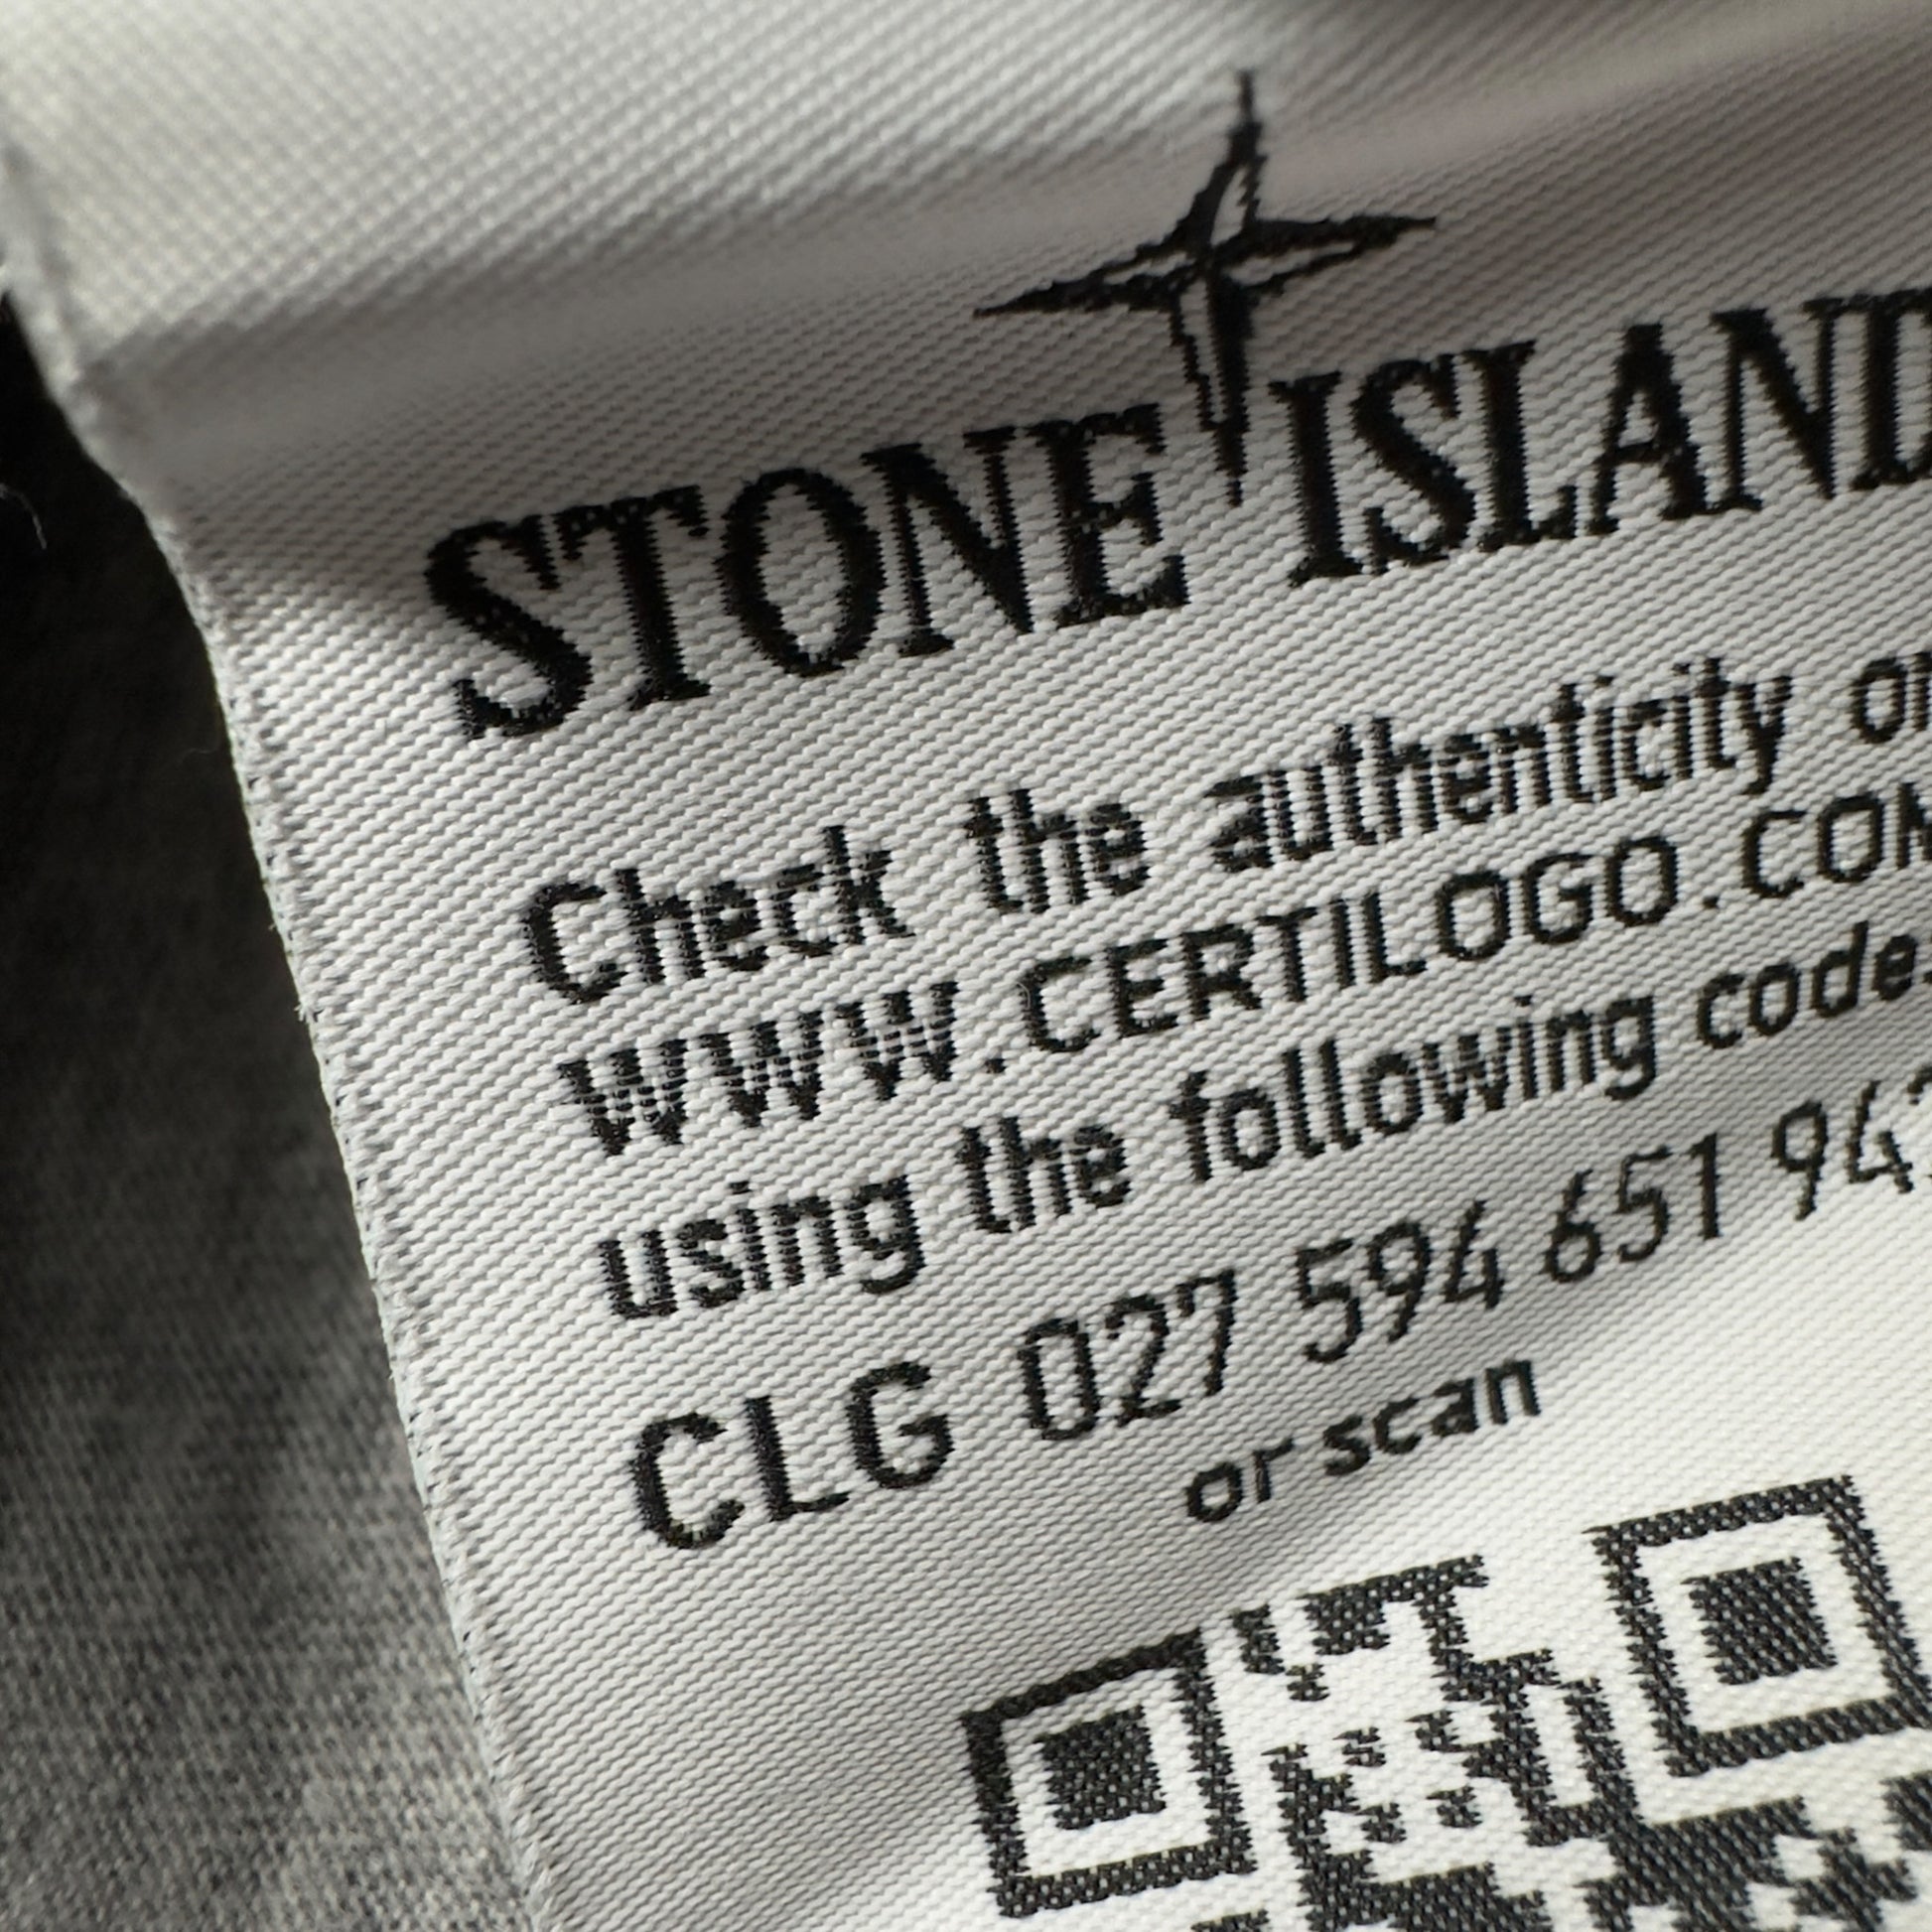 STONE ISLAND
Check the authenticity on
WWW.CERTILOGO.COM
using the following code
CLG 027 594 651 94
or scan